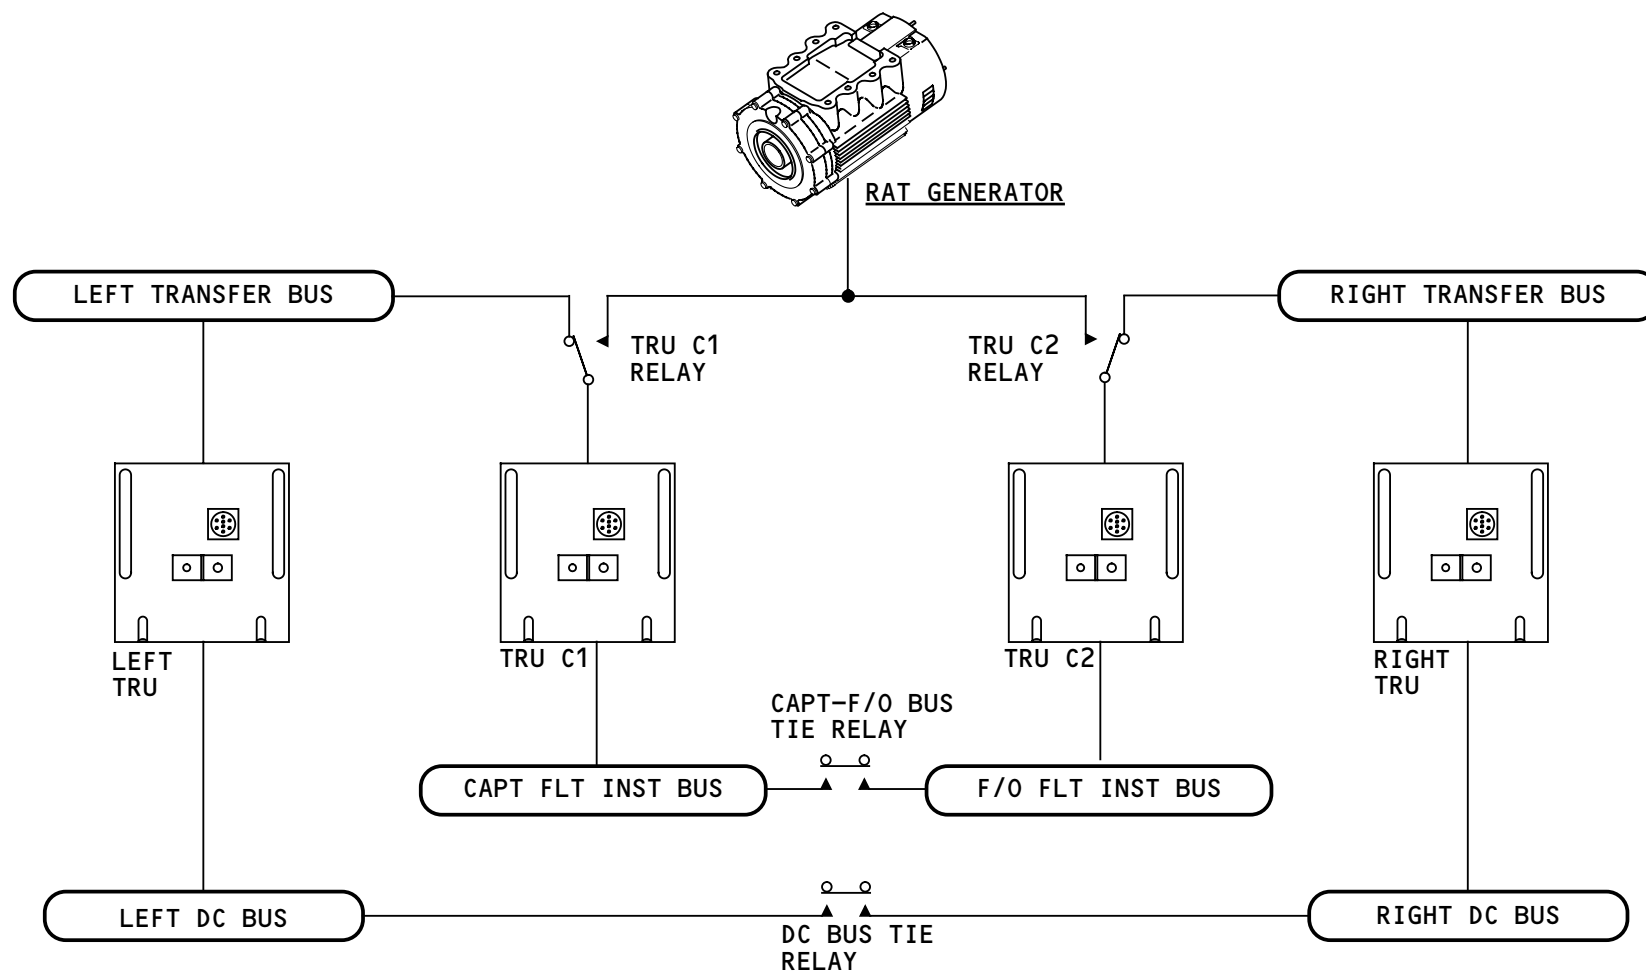 RAT GENERATOR
LEFT TRANSFER BUS
RIGHT TRANSFER BUS
TRU C1
RELAY
TRU C2
RELAY
LEFT
TRU
TRU C1
TRU C2
RIGHT
TRU
CAPT-F/O BUS
TIE RELAY
CAPT FLT INST BUS
F/O FLT INST BUS
LEFT DC BUS
RIGHT DC BUS
DC BUS TIE
RELAY